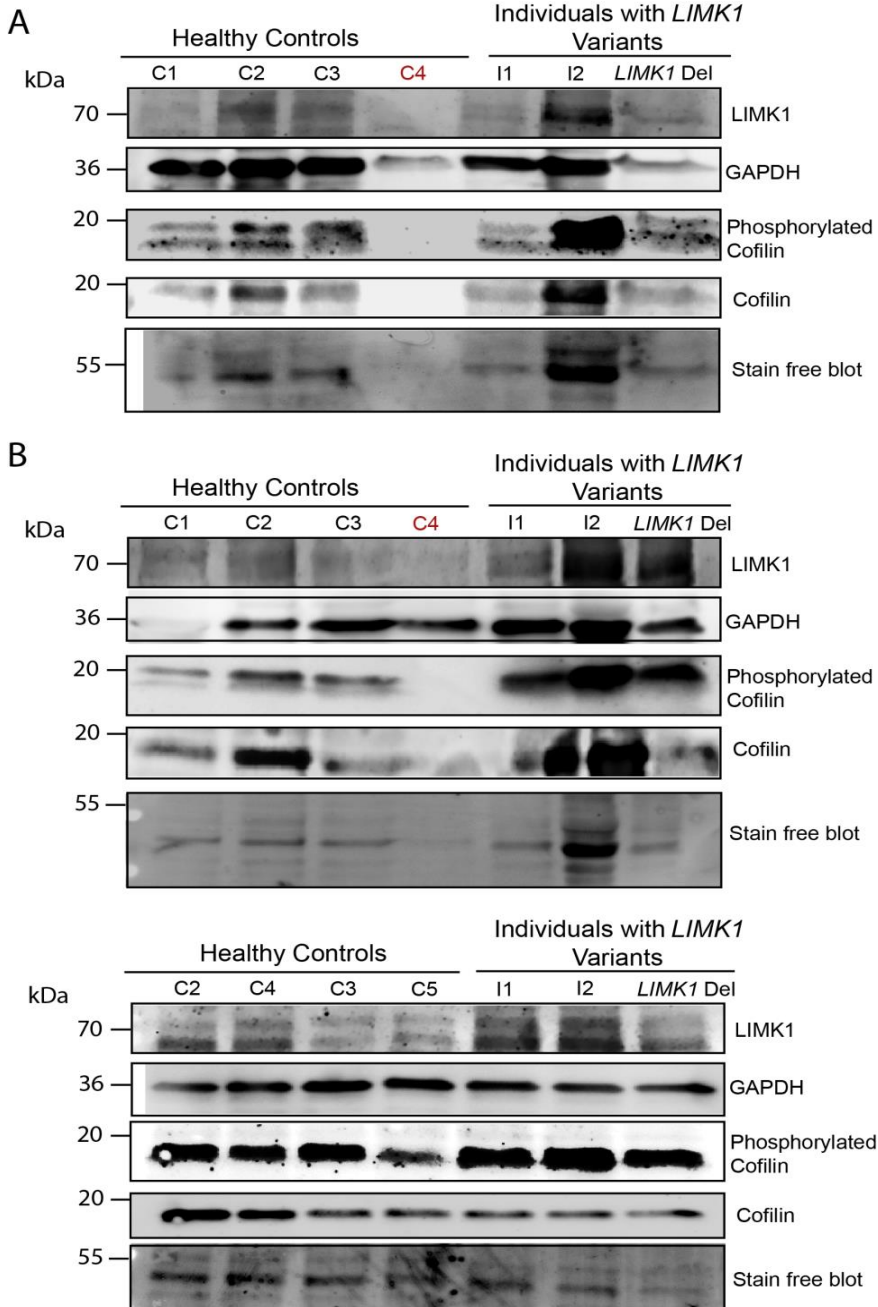 A
Healthy Controls
Individuals with LIMK1
Variants
kDa
C1 C2 C3 C4 I1 I2 LIMK1 Del
70 LIMK1
36 GAPDH
20 Phosphorylated
Cofilin
20 Cofilin
55 Stain free blot
B
Healthy Controls
Individuals with LIMK1
Variants
kDa
C1 C2 C3 C4 I1 I2 LIMK1 Del
70 LIMK1
36 GAPDH
20 Phosphorylated
Cofilin
20 Cofilin
55 Stain free blot
Healthy Controls
Individuals with LIMK1
Variants
kDa
C2 C4 C3 C5 I1 I2 LIMK1 Del
70 LIMK1
36 GAPDH
20 Phosphorylated
Cofilin
20 Cofilin
55 Stain free blot